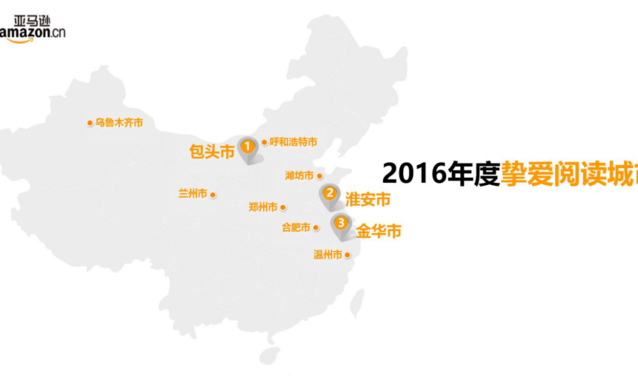 亚马逊
amazon.cn
乌鲁木齐市
包头市
1
呼和浩特市
潍坊市
2016年度挚爱阅读城市
兰州市
2
淮安市
郑州市
3
合肥市
金华市
温州市